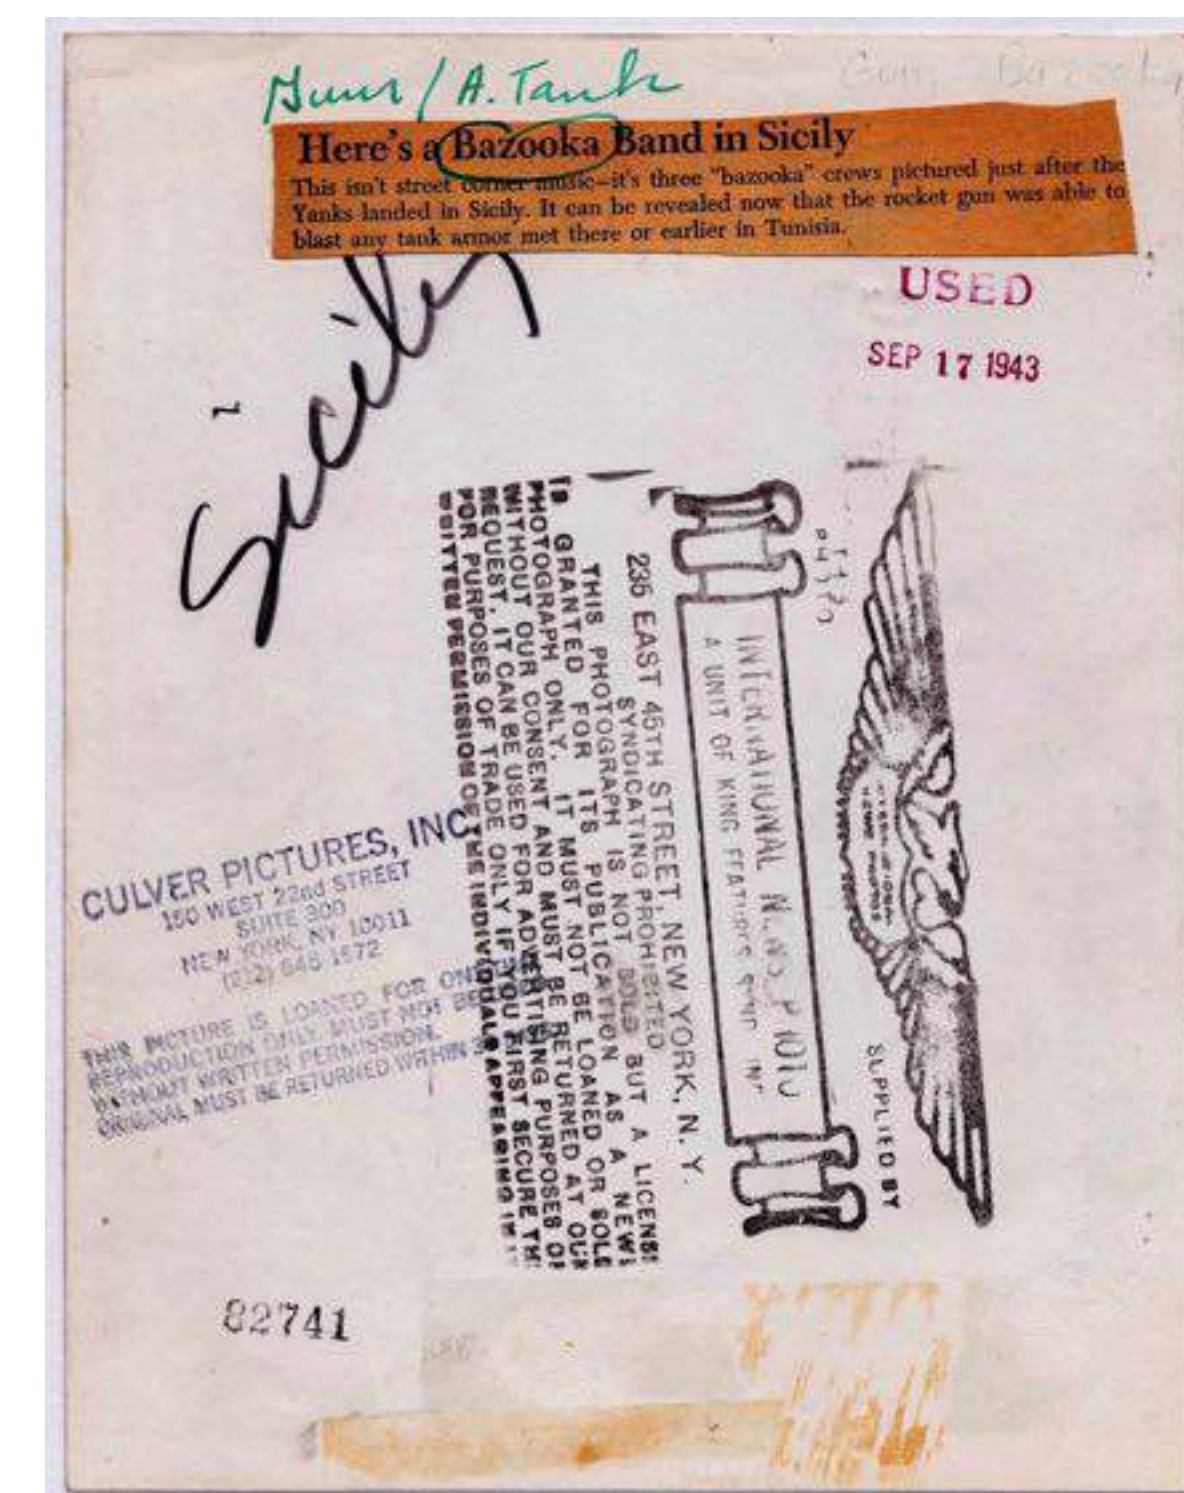 Guns / A. Tank
Gun, Bazooka
Here's a Bazooka Band in Sicily
This isn't street corner music—it's three "bazooka" crews pictured just after the
Yanks landed in Sicily. It can be revealed now that the rocket gun was able to
blast any tank armor met there or earlier in Tunisia.
USED
SEP 17 1943
Sicily
SUPPLIED BY
INTERNATIONAL NEWS PHOTO
A UNIT OF KING FEATURES SYND INC
235 EAST 45TH STREET, NEW YORK, N. Y.
SYNDICATING PROHIBITED.
THIS PHOTOGRAPH IS NOT SOLD BUT A LICENSE
IS GRANTED FOR ITS PUBLICATION AS A NEWS
PHOTOGRAPH ONLY. IT MUST NOT BE LOANED OR SOLD
WITHOUT OUR CONSENT AND MUST BE RETURNED AT OUR
REQUEST. IT CAN BE USED FOR ADVERTISING PURPOSES OR
FOR PURPOSES OF TRADE ONLY IF YOU FIRST SECURE THE
WRITTEN PERMISSION OF THE INDIVIDUALS APPEARING IN IT
CULVER PICTURES, INC.
150 WEST 22nd STREET
SUITE 300
NEW YORK, NY 10011
(212) 645 1672
THIS PICTURE IS LOANED FOR ONE
REPRODUCTION ONLY. MUST NOT BE
WITHOUT WRITTEN PERMISSION.
ORIGINAL MUST BE RETURNED WITHIN
82741